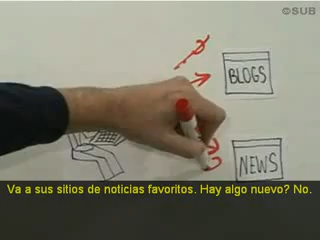 ©SUB
BLOGS
NEWS
Va a sus sitios de noticias favoritos. Hay algo nuevo? No.